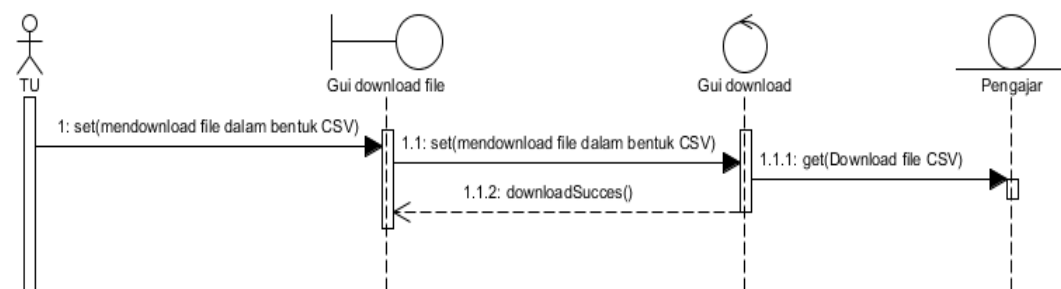 TU
Gui download file
Gui download
Pengajar
1: set(mendownload file dalam bentuk CSV)
1.1: set(mendownload file dalam bentuk CSV)
1.1.1: get(Download file CSV)
1.1.2: downloadSucces()